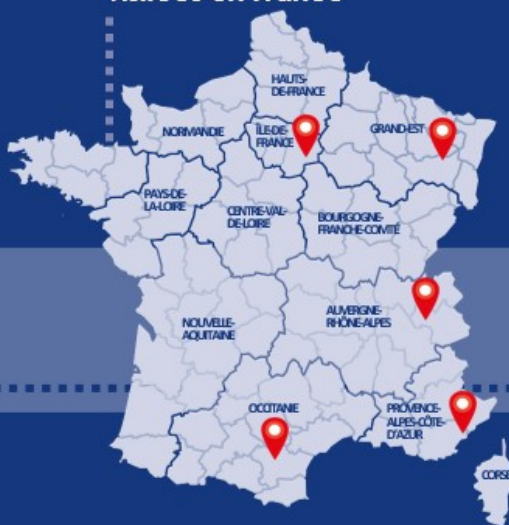 HAUTS-
DE-FRANCE
NORMANDIE
ÎLE-DE-
FRANCE
GRAND-EST
PAYS-DE-
LA-LOIRE
CENTRE-VAL-
DE-LOIRE
BOURGOGNE-
FRANCHE-COMTÉ
NOUVELLE-
AQUITAINE
AUVERGNE-
RHÔNE-ALPES
OCCITANIE
PROVENCE-
ALPES-CÔTE-
D'AZUR
CORSE